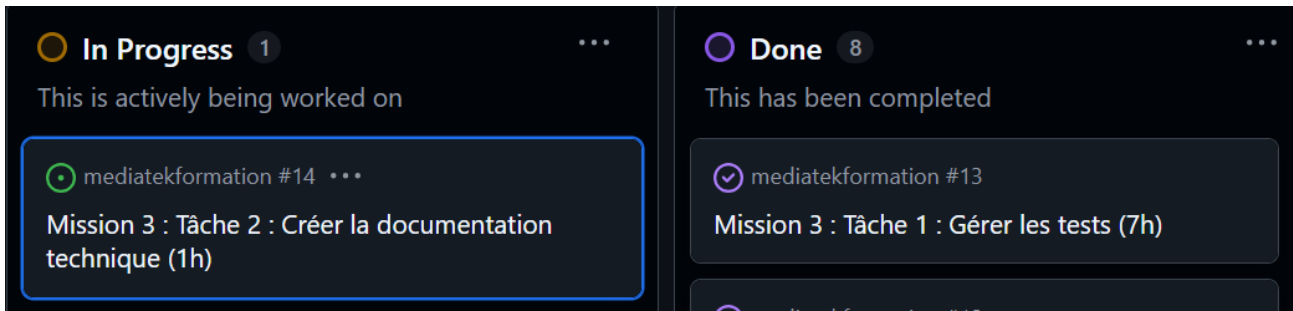 In Progress 1
This is actively being worked on
mediatekformation #14
Mission 3 : Tâche 2 : Créer la documentation
technique (1h)
Done 8
This has been completed
mediatekformation #13
Mission 3 : Tâche 1 : Gérer les tests (7h)